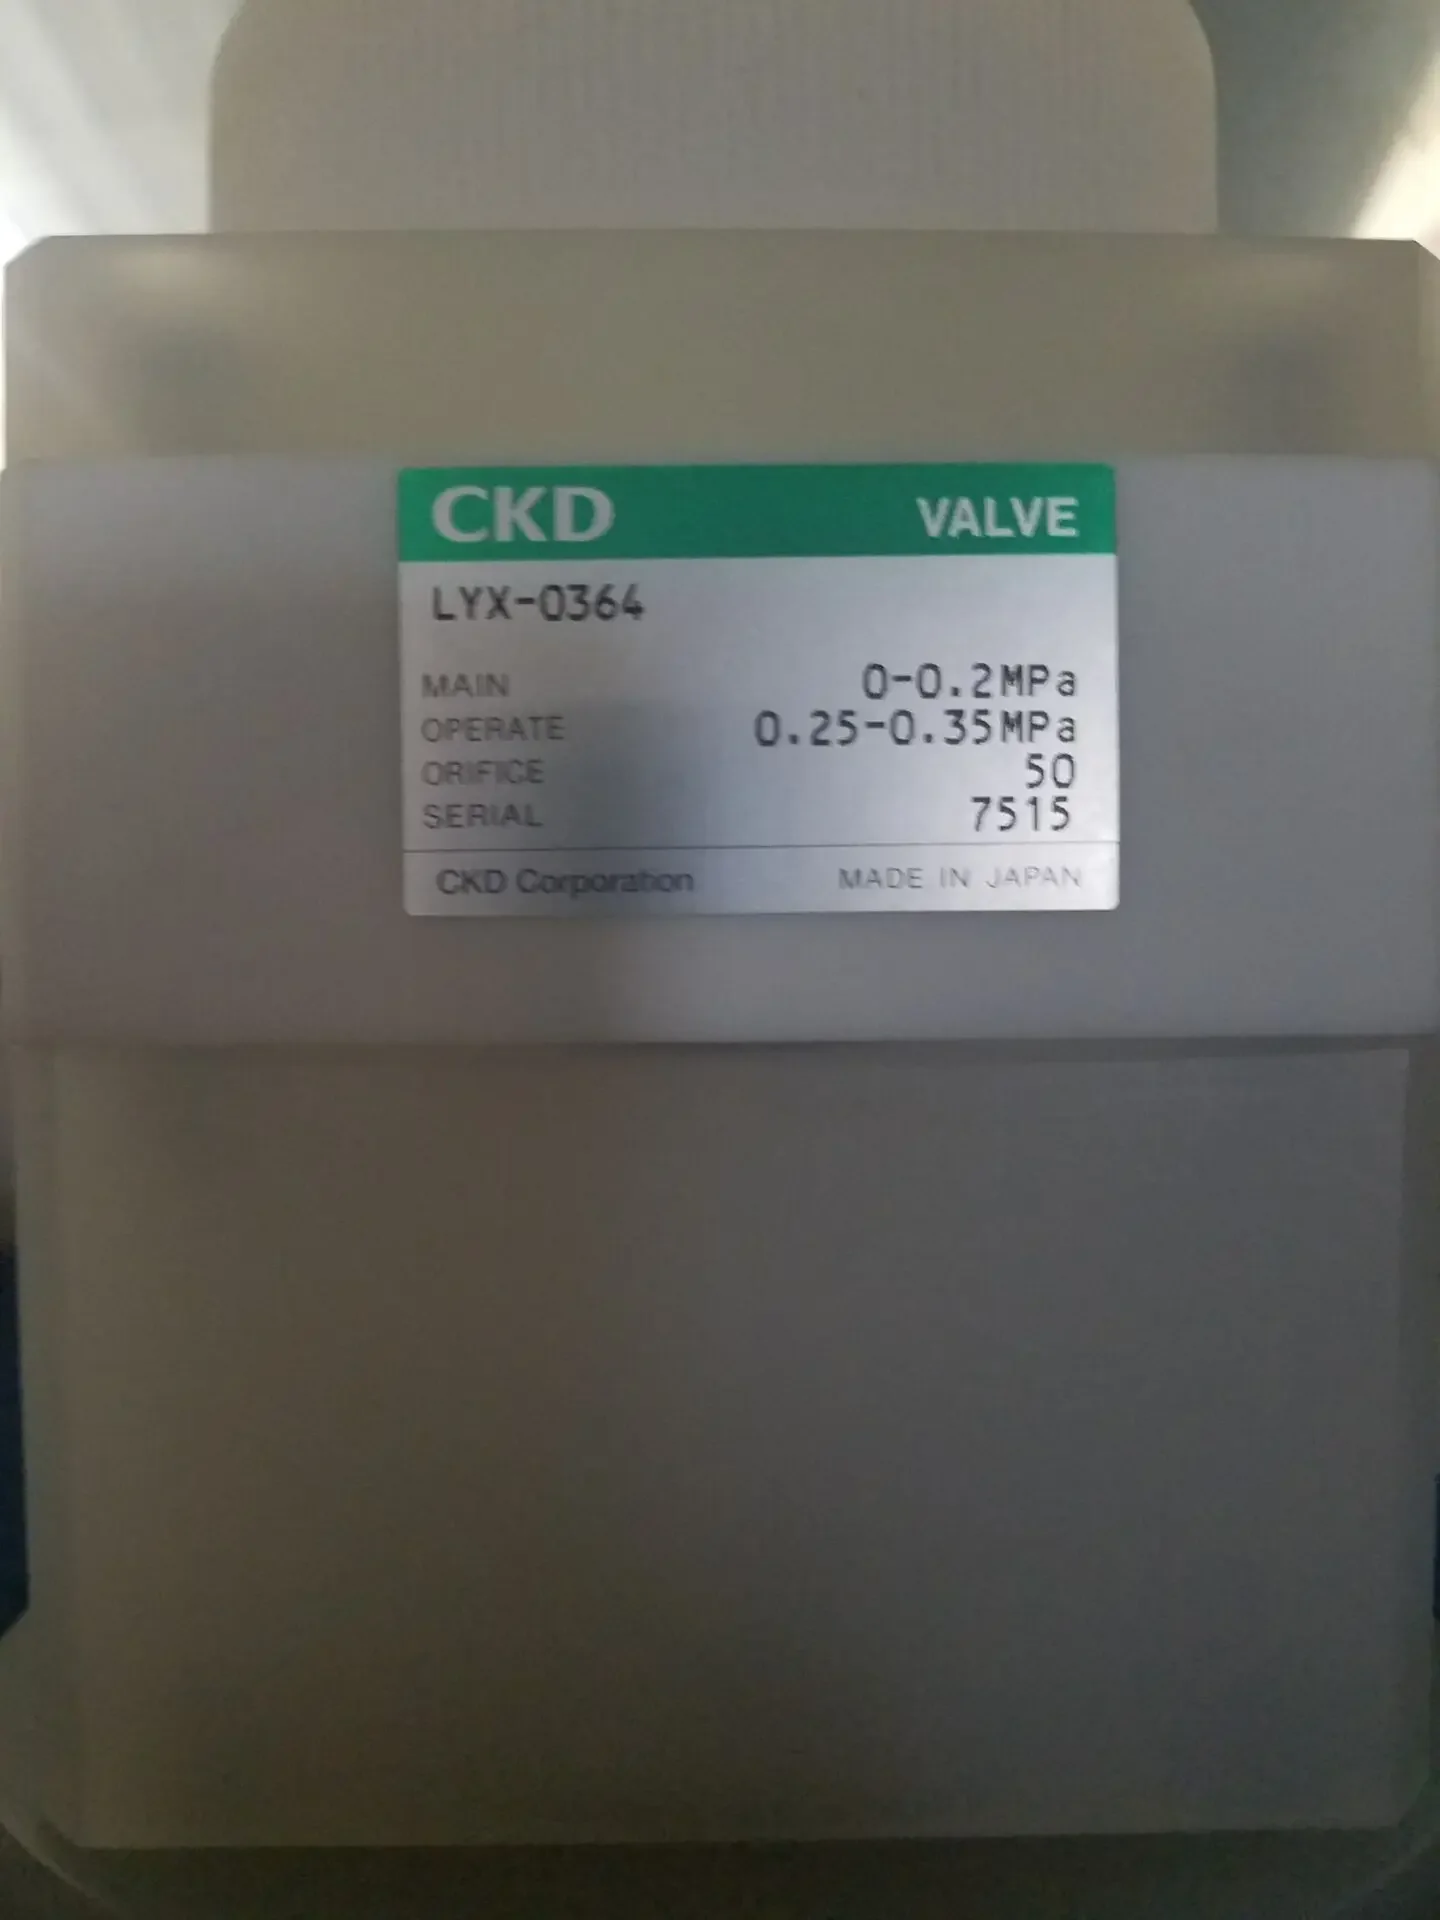 CKD VALVE
LYX-0364
MAIN 0-0.2MPa
OPERATE 0.25-0.35MPa
ORIFICE 50
SERIAL 7515
CKD Corporation MADE IN JAPAN